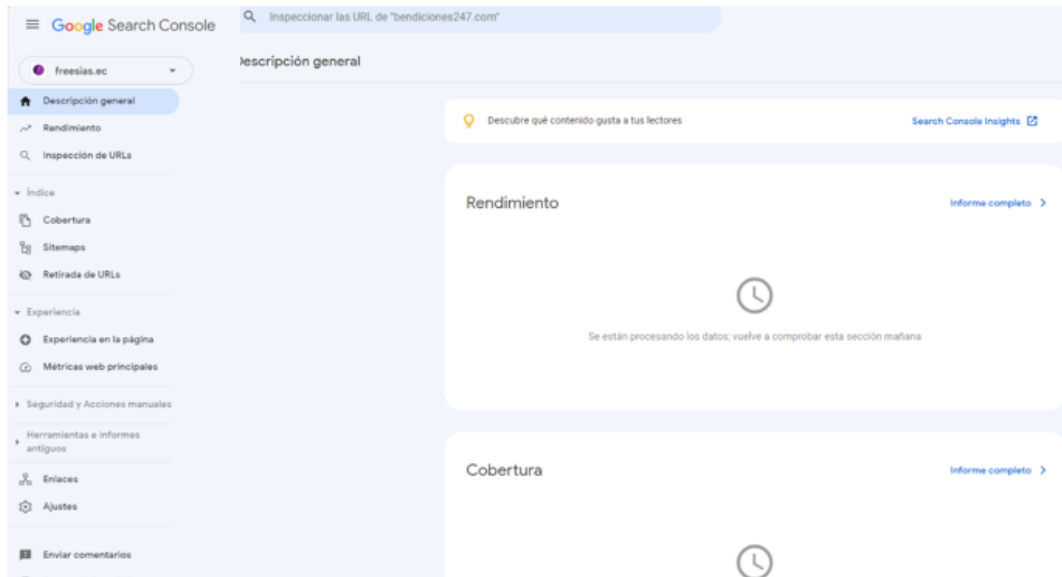 Google Search Console
Inspeccionar las URL de "bendiciones247.com"
freesias.ec
Descripción general
Rendimiento
Inspección de URLs
Índice
Cobertura
Sitemaps
Retirada de URLs
Experiencia
Experiencia en la página
Métricas web principales
Seguridad y Acciones manuales
Herramientas e informes
antiguos
Enlaces
Ajustes
Enviar comentarios
Descripción general
Descubre qué contenido gusta a tus lectores
Search Console Insights
Rendimiento
Informe completo
Se están procesando los datos; vuelve a comprobar esta sección mañana
Cobertura
Informe completo